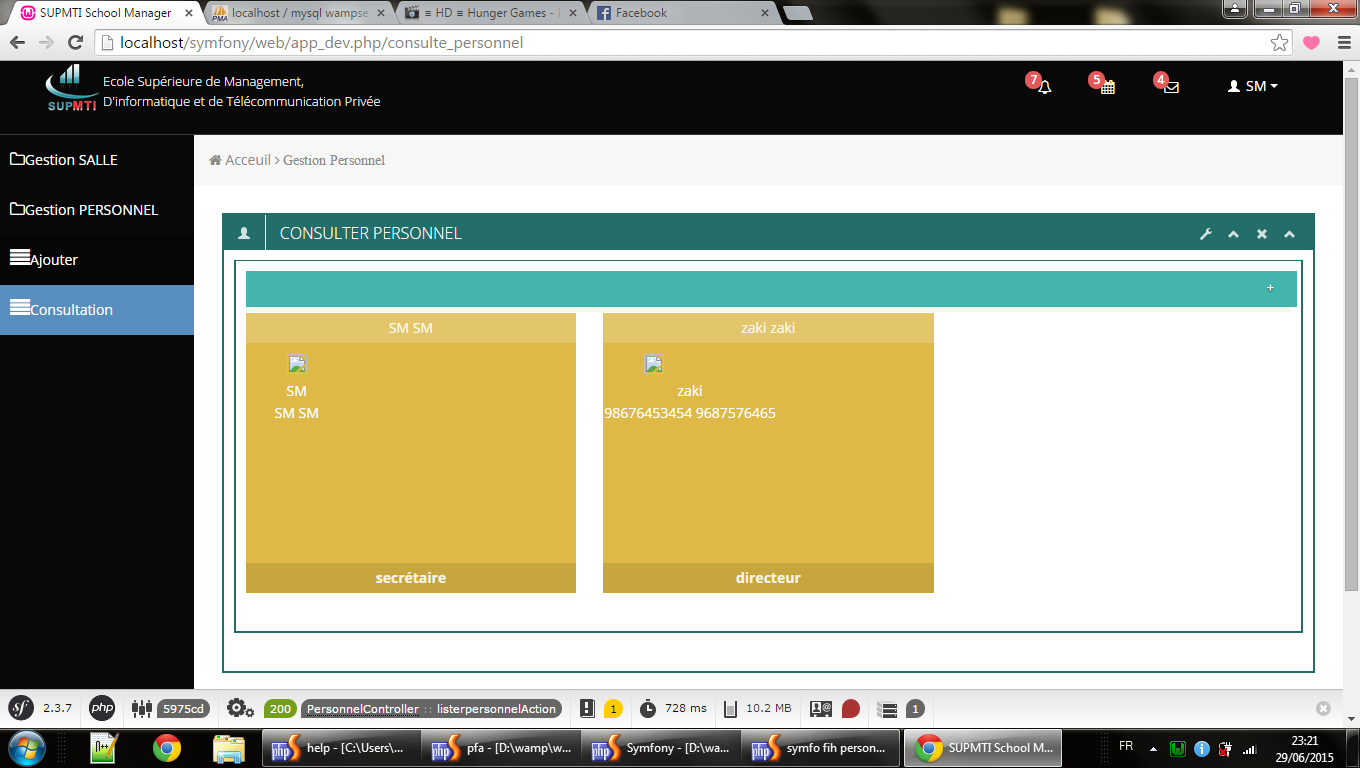 SUPMTI School Manager
localhost / mysql wampse
≡ HD ≡ Hunger Games - 
Facebook
localhost/symfony/web/app_dev.php/consulte_personnel
SUPMTI
Ecole Supérieure de Management,
D'informatique et de Télécommunication Privée
7
5
4
SM
Gestion SALLE
Gestion PERSONNEL
Ajouter
Consultation
Acceuil > Gestion Personnel
CONSULTER PERSONNEL
+
SM SM
SM
SM SM
secrétaire
zaki zaki
zaki
98676453454 9687576465
directeur
sf 2.3.7
php
5975cd
200 PersonnelController :: listerpersonnelAction
1
728 ms
10.2 MB
1
help - [C:\Users\...
pfa - [D:\wamp\w...
Symfony - [D:\wa...
symfo fih person...
SUPMTI School M...
FR
23:21
29/06/2015